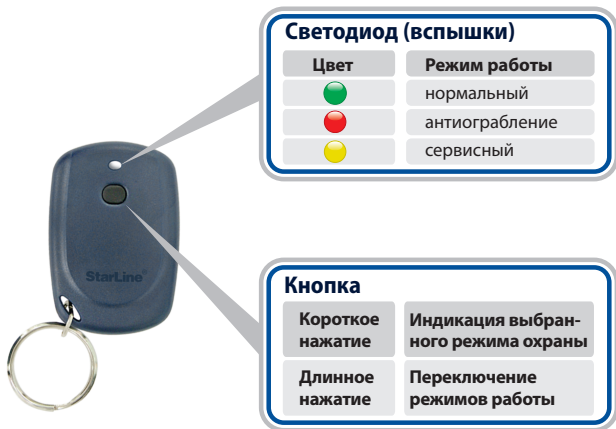 Светодиод (вспышки)
Цвет Режим работы
нормальный
антиограбление
сервисный
StarLine®
Кнопка
Короткое нажатие
Индикация выбран-
ного режима охраны
Длинное нажатие
Переключение
режимов работы